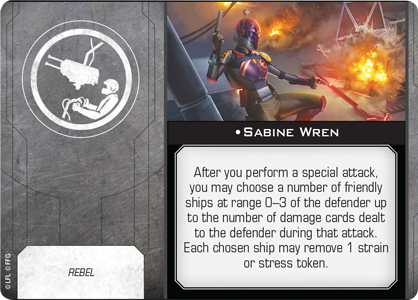 •Sabine Wren
After you perform a special attack,
you may choose a number of friendly
ships at range 0–3 of the defender up
to the number of damage cards dealt
to the defender during that attack.
Each chosen ship may remove 1 strain
or stress token.
REBEL
©LFL ©FFG